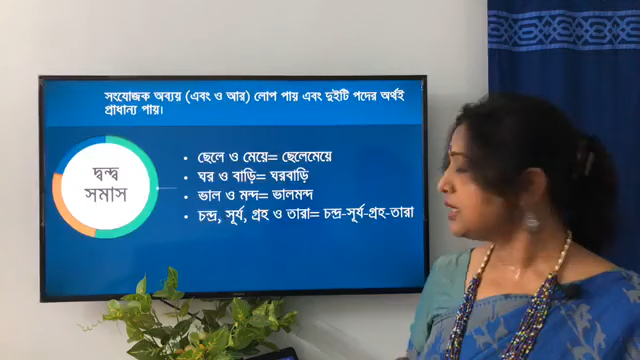 সংযোজক অব্যয় (এবং ও আর) লোপ পায় এবং দুইটি পদের অর্থই
প্রাধান্য পায়।
দ্বন্দ্ব
সমাস
• ছেলে ও মেয়ে= ছেলেমেয়ে
• ঘর ও বাড়ি= ঘরবাড়ি
• ভাল ও মন্দ= ভালমন্দ
• চন্দ্র, সূর্য, গ্রহ ও তারা= চন্দ্র-সূর্য-গ্রহ-তারা